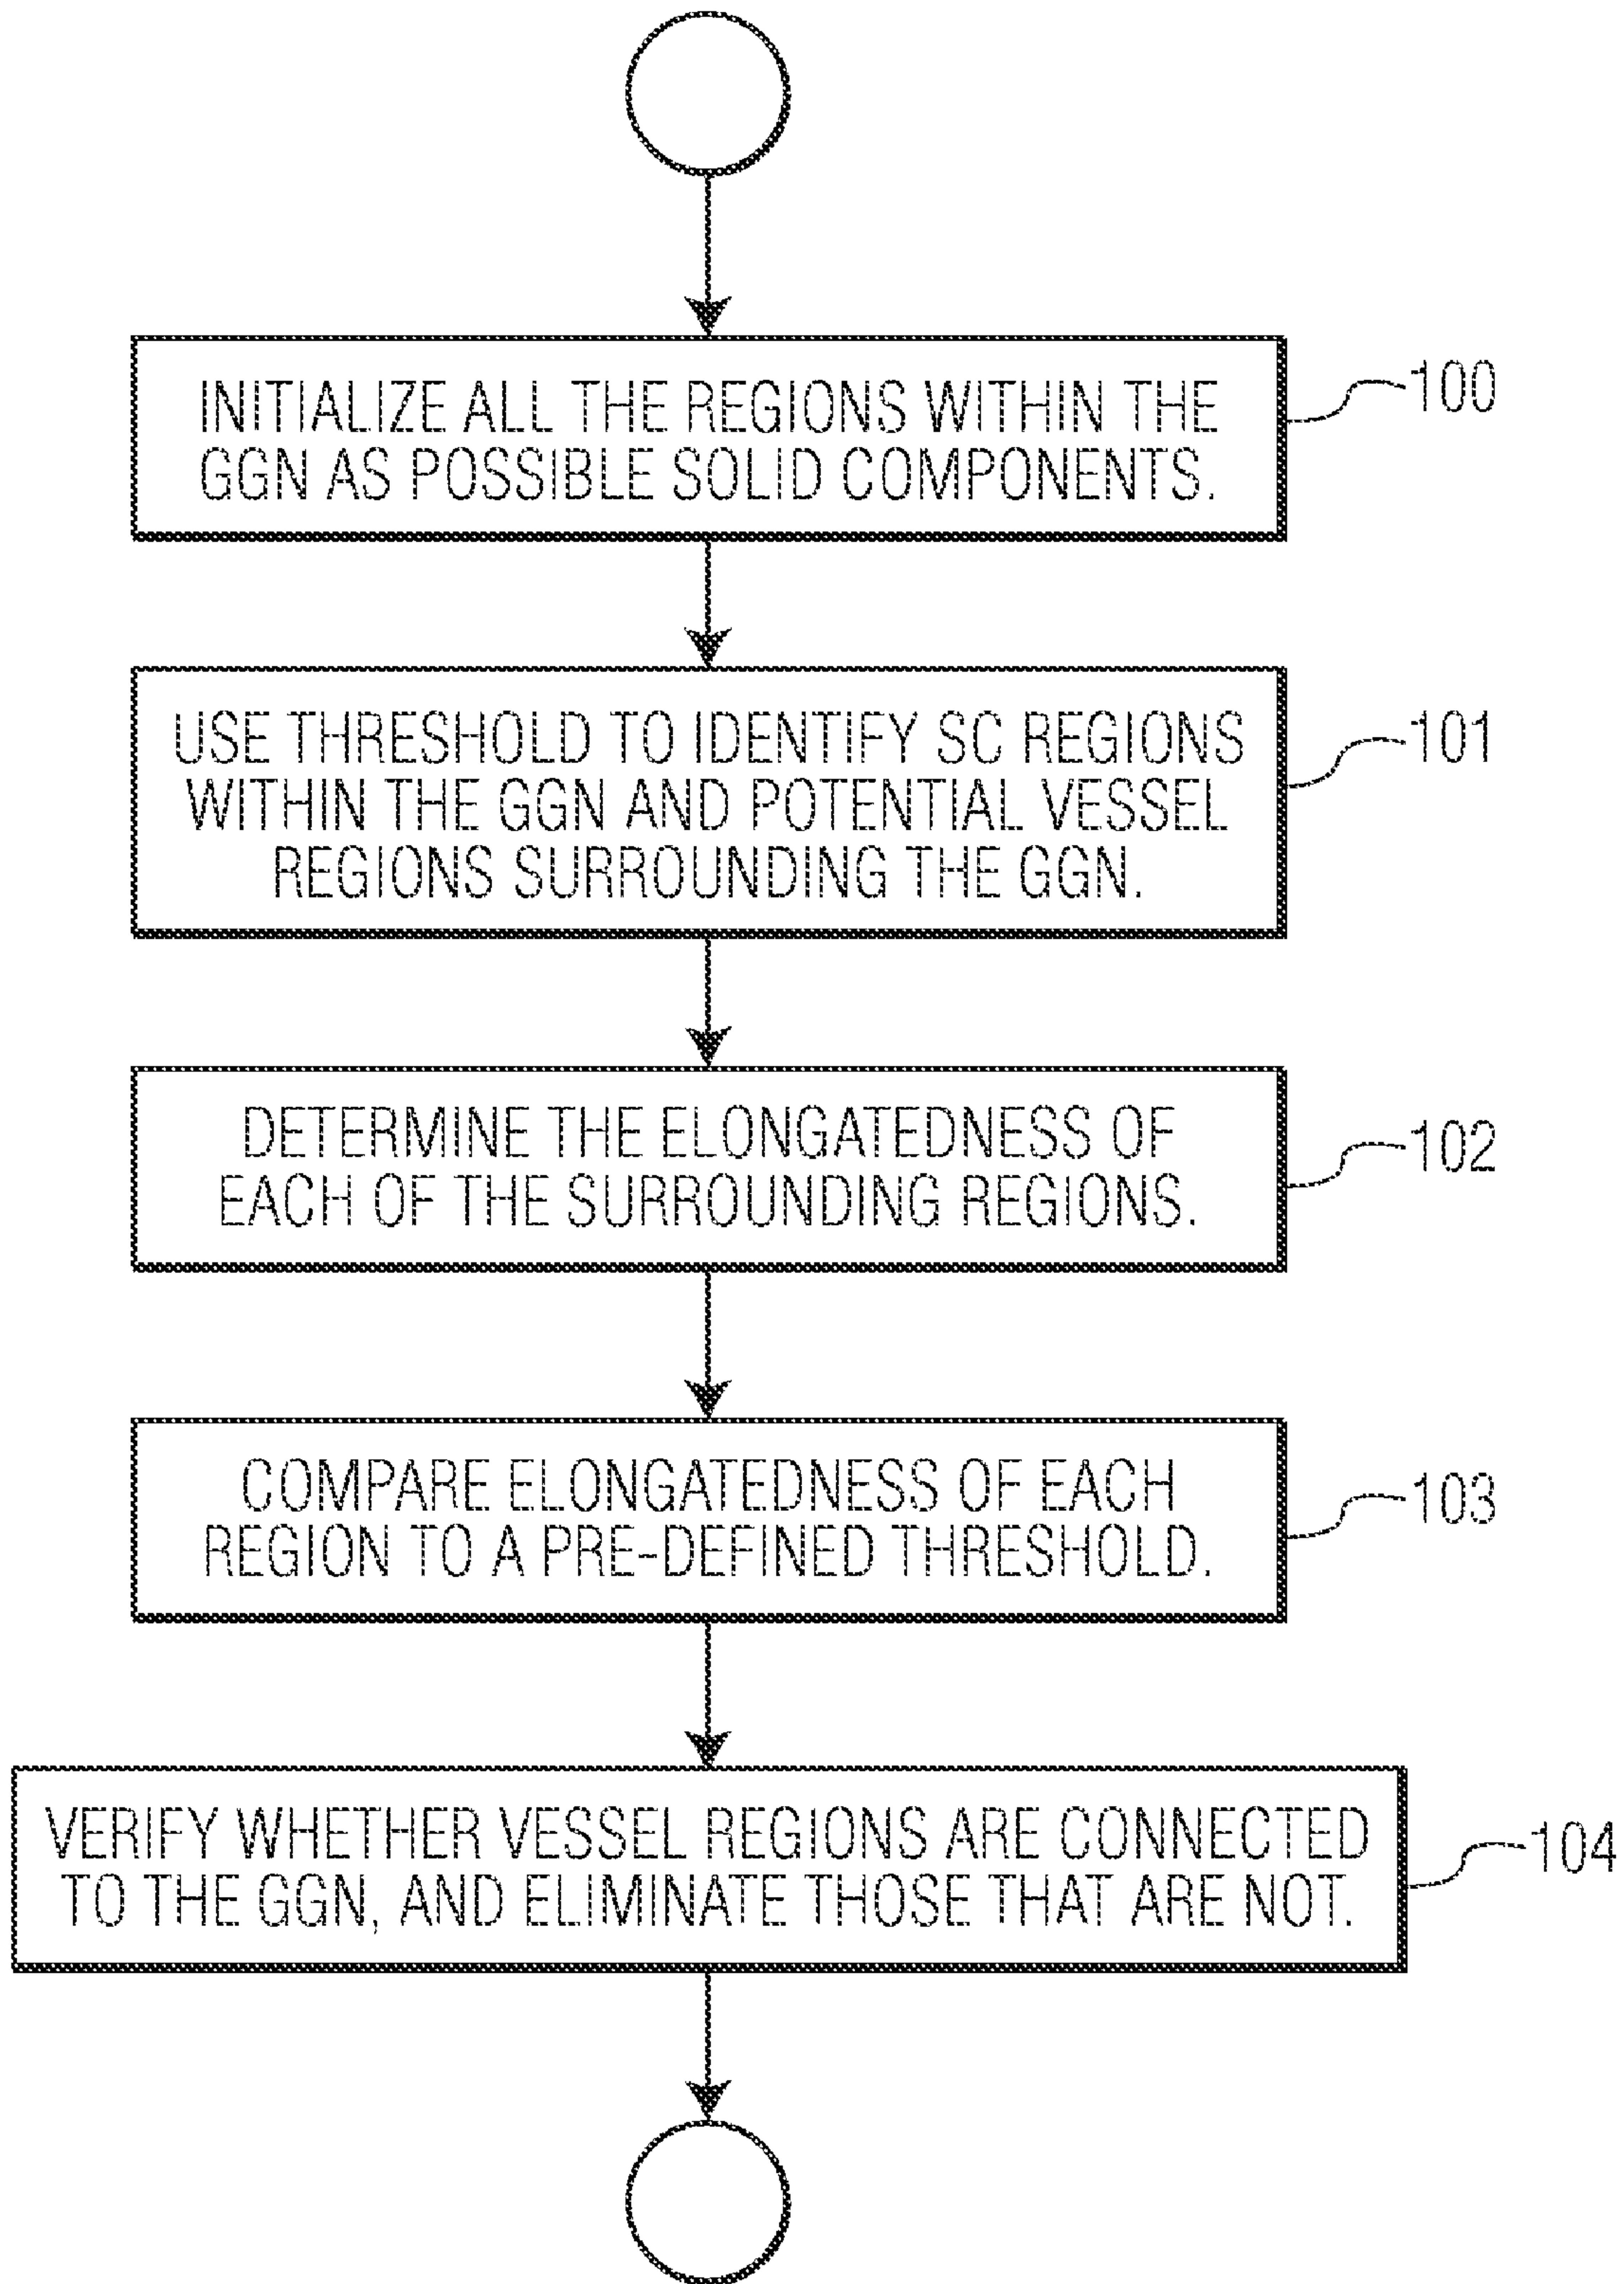 INITIALIZE ALL THE REGIONS WITHIN THE
GGN AS POSSIBLE SOLID COMPONENTS.
100
USE THRESHOLD TO IDENTIFY SC REGIONS
WITHIN THE GGN AND POTENTIAL VESSEL
REGIONS SURROUNDING THE GGN.
101
DETERMINE THE ELONGATEDNESS OF
EACH OF THE SURROUNDING REGIONS.
102
COMPARE ELONGATEDNESS OF EACH
REGION TO A PRE-DEFINED THRESHOLD.
103
VERIFY WHETHER VESSEL REGIONS ARE CONNECTED
TO THE GGN, AND ELIMINATE THOSE THAT ARE NOT.
104